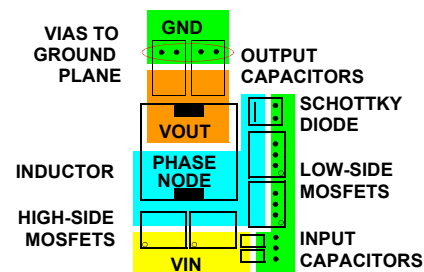 GND
VIAS TO
GROUND
PLANE
OUTPUT
CAPACITORS
SCHOTTKY
DIODE
VOUT
INDUCTOR
PHASE
NODE
LOW-SIDE
MOSFETS
HIGH-SIDE
MOSFETS
INPUT
CAPACITORS
VIN